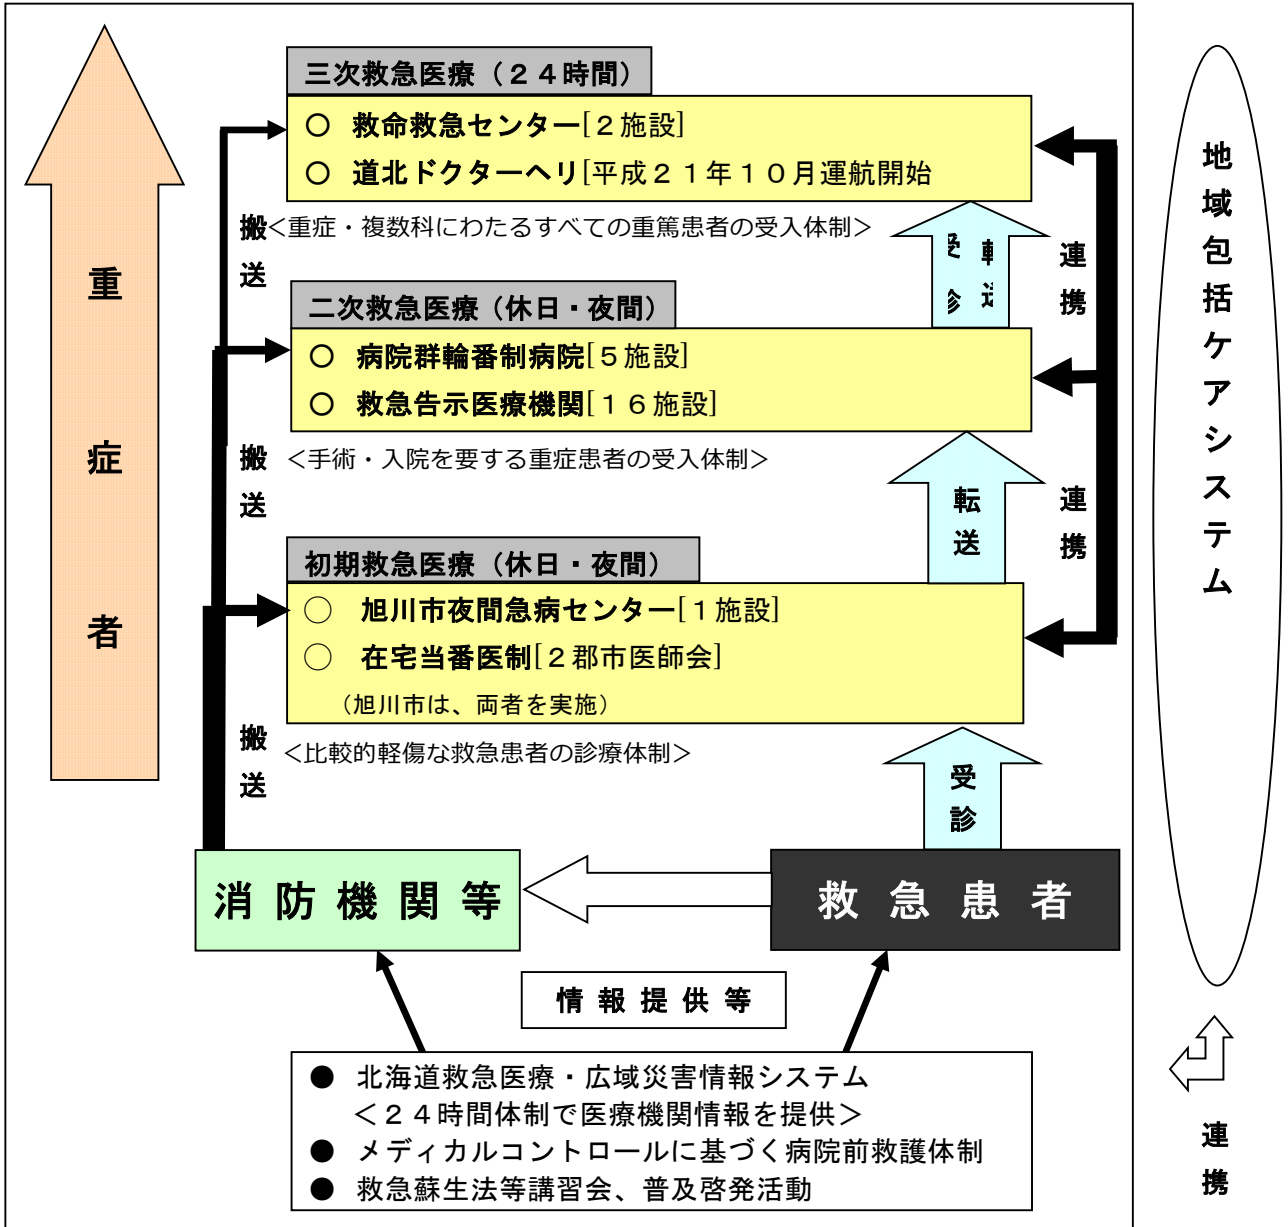 重症者
三次救急医療（２４時間）
○ 救命救急センター[２施設]
○ 道北ドクターヘリ[平成２１年１０月運航開始
搬送
＜重症・複数科にわたるすべての重篤患者の受入体制＞
受診
転送
連携
二次救急医療（休日・夜間）
○ 病院群輪番制病院[５施設]
○ 救急告示医療機関[１６施設]
搬送
＜手術・入院を要する重症患者の受入体制＞
転送
連携
初期救急医療（休日・夜間）
○ 旭川市夜間急病センター[１施設]
○ 在宅当番医制[２郡市医師会]
（旭川市は、両者を実施）
搬送
＜比較的軽傷な救急患者の診療体制＞
受診
消防機関等
救急患者
情報提供等
● 北海道救急医療・広域災害情報システム
＜２４時間体制で医療機関情報を提供＞
● メディカルコントロールに基づく病院前救護体制
● 救急蘇生法等講習会、普及啓発活動
地域包括ケアシステム
連携